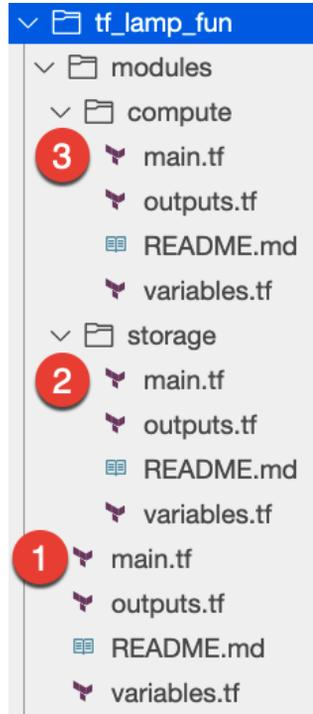 tf_lamp_fun
modules
compute
3 main.tf
outputs.tf
README.md
variables.tf
storage
2 main.tf
outputs.tf
README.md
variables.tf
1 main.tf
outputs.tf
README.md
variables.tf